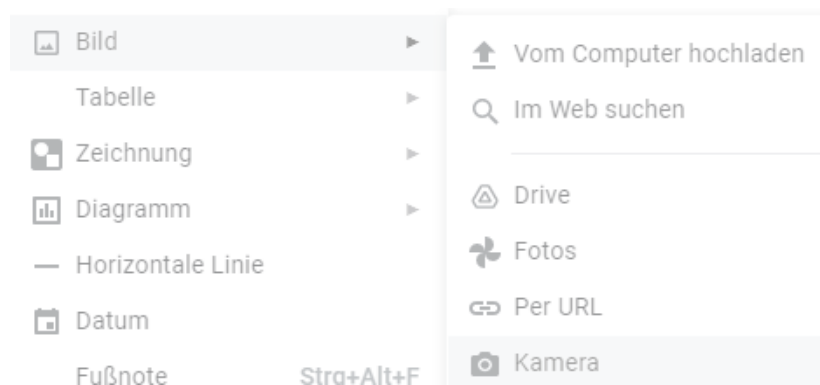 Bild
Tabelle
Zeichnung
Diagramm
Horizontale Linie
Datum
Fußnote Strg+Alt+F
Vom Computer hochladen
Im Web suchen
Drive
Fotos
Per URL
Kamera